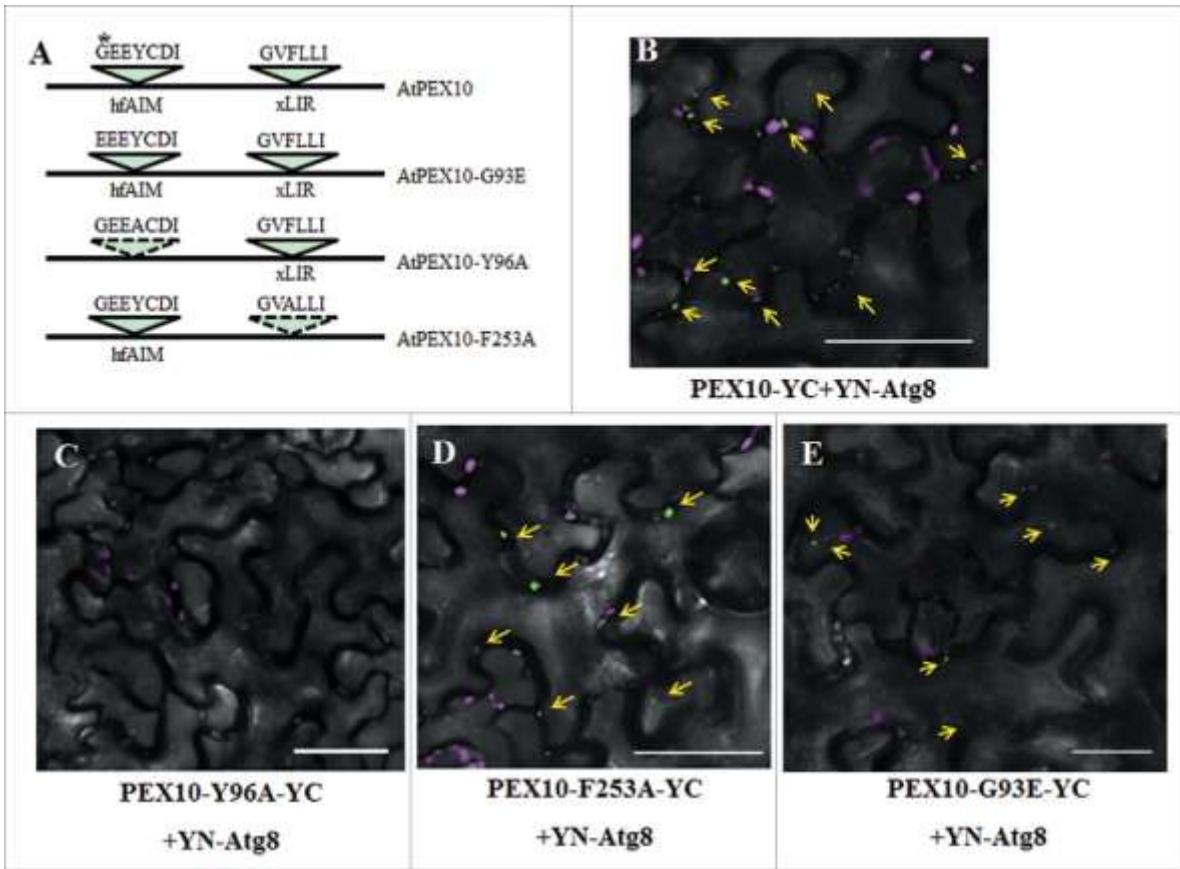 A
*
GEEYCDI GVFLLI
AtPEX10
hfAIM xLIR
EEEYCDI GVFLLI
AtPEX10-G93E
hfAIM xLIR
GEEACDI GVFLLI
AtPEX10-Y96A
xLIR
GEEYCDI GVALLI
AtPEX10-F253A
hfAIM
B
PEX10-YC+YN-Atg8
C
PEX10-Y96A-YC
+YN-Atg8
D
PEX10-F253A-YC
+YN-Atg8
E
PEX10-G93E-YC
+YN-Atg8